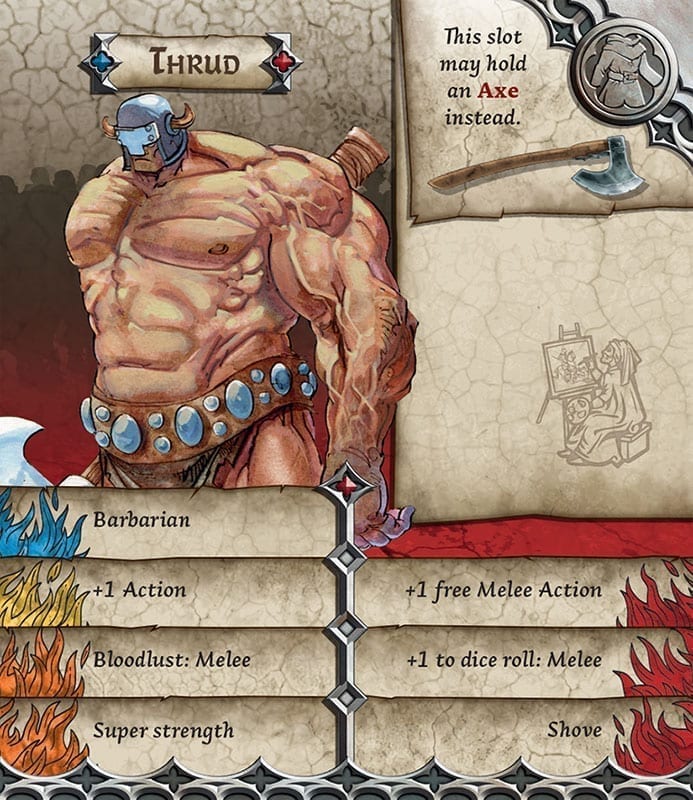 Thrud
This slot
may hold
an Axe
instead.
Barbarian
+1 Action
+1 free Melee Action
Bloodlust: Melee
+1 to dice roll: Melee
Super strength
Shove